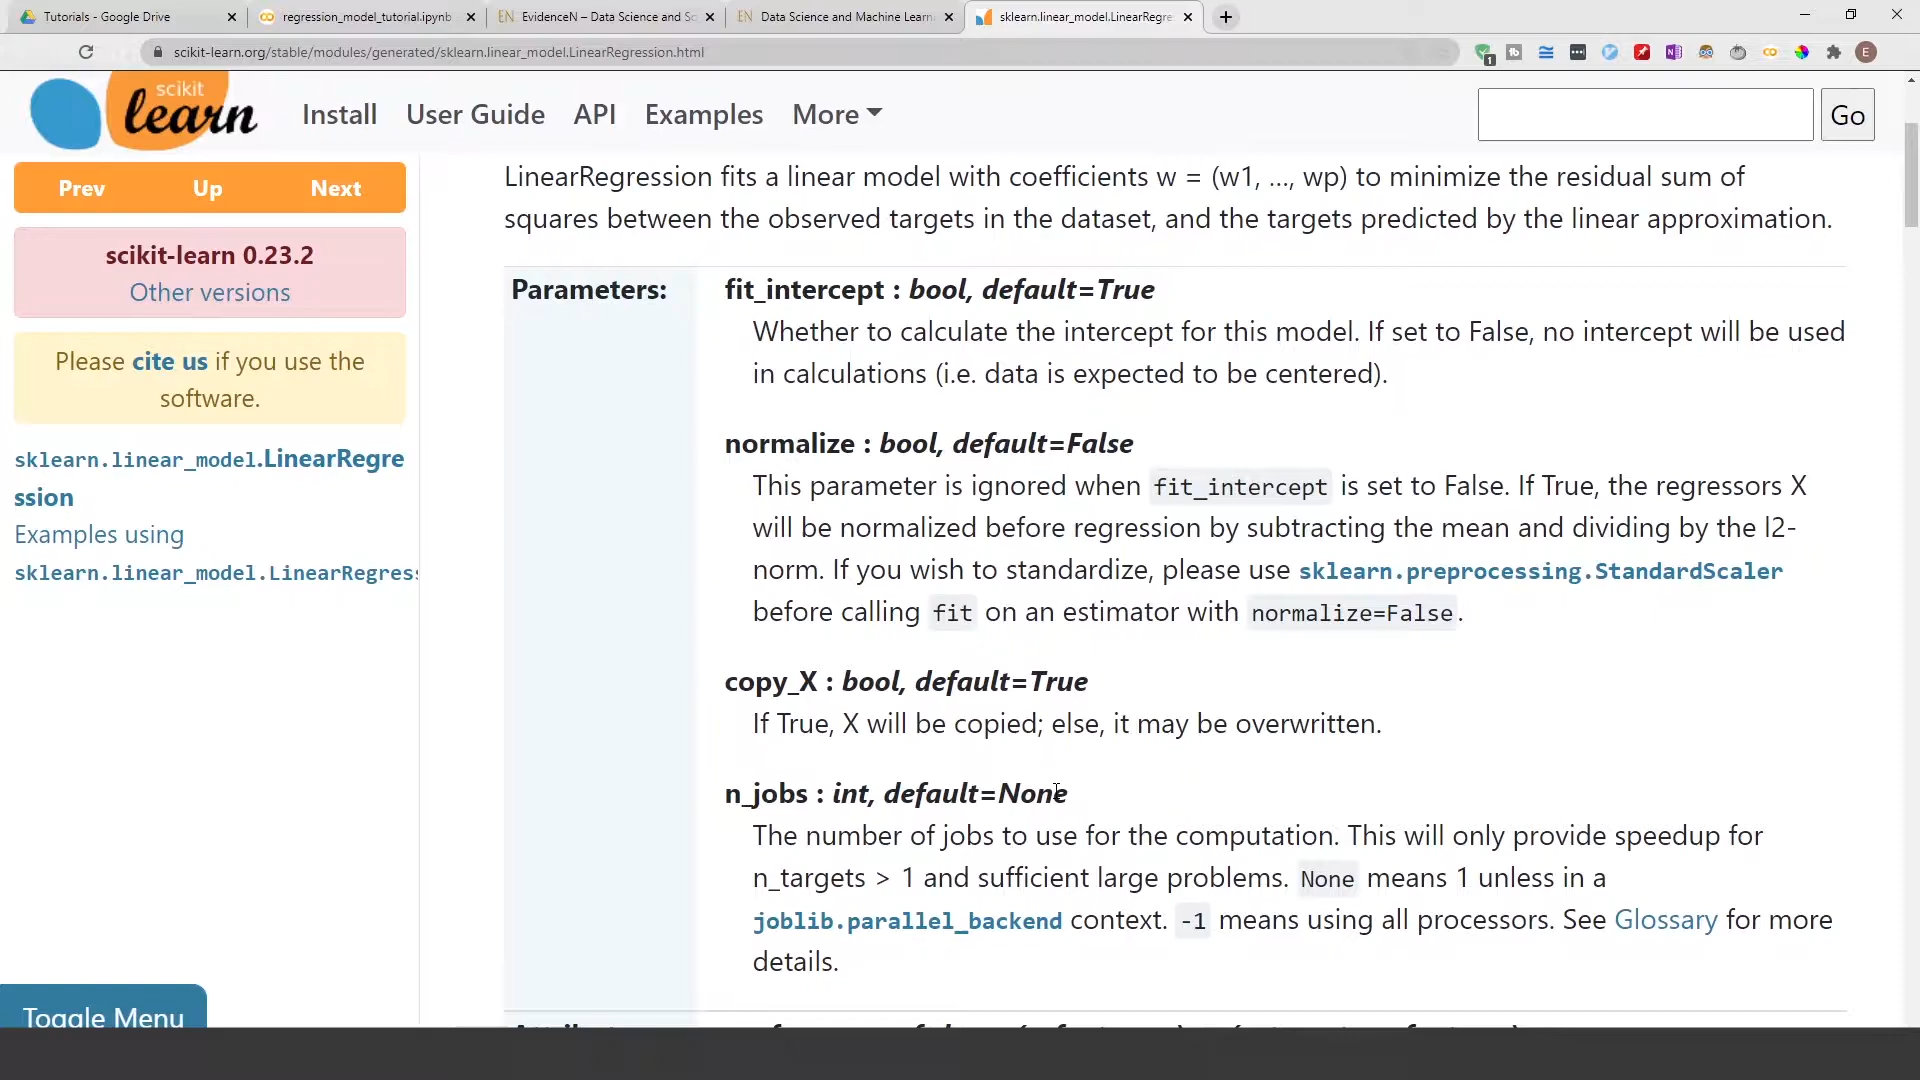 Tutorials - Google Drive
regression_model_tutorial.ipynb
EN EvidenceN – Data Science and
EN Data Science and Machine Learn
sklearn.linear_model.LinearRegre
scikit-learn.org/stable/modules/generated/sklearn.linear_model.LinearRegression.html
1
E
scikit
learn
Install User Guide API Examples More
Go
Prev Up Next
scikit-learn 0.23.2
Other versions
Please cite us if you use the
software.
sklearn.linear_model.LinearRegre
ssion
Examples using
sklearn.linear_model.LinearRegress
Toggle Menu
LinearRegression fits a linear model with coefficients w = (w1, …, wp) to minimize the residual sum of
squares between the observed targets in the dataset, and the targets predicted by the linear approximation.
Parameters:
fit_intercept : bool, default=True
Whether to calculate the intercept for this model. If set to False, no intercept will be used
in calculations (i.e. data is expected to be centered).
normalize : bool, default=False
This parameter is ignored when fit_intercept is set to False. If True, the regressors X
will be normalized before regression by subtracting the mean and dividing by the l2-
norm. If you wish to standardize, please use sklearn.preprocessing.StandardScaler
before calling fit on an estimator with normalize=False.
copy_X : bool, default=True
If True, X will be copied; else, it may be overwritten.
n_jobs : int, default=None
The number of jobs to use for the computation. This will only provide speedup for
n_targets > 1 and sufficient large problems. None means 1 unless in a
joblib.parallel_backend context. -1 means using all processors. See Glossary for more
details.